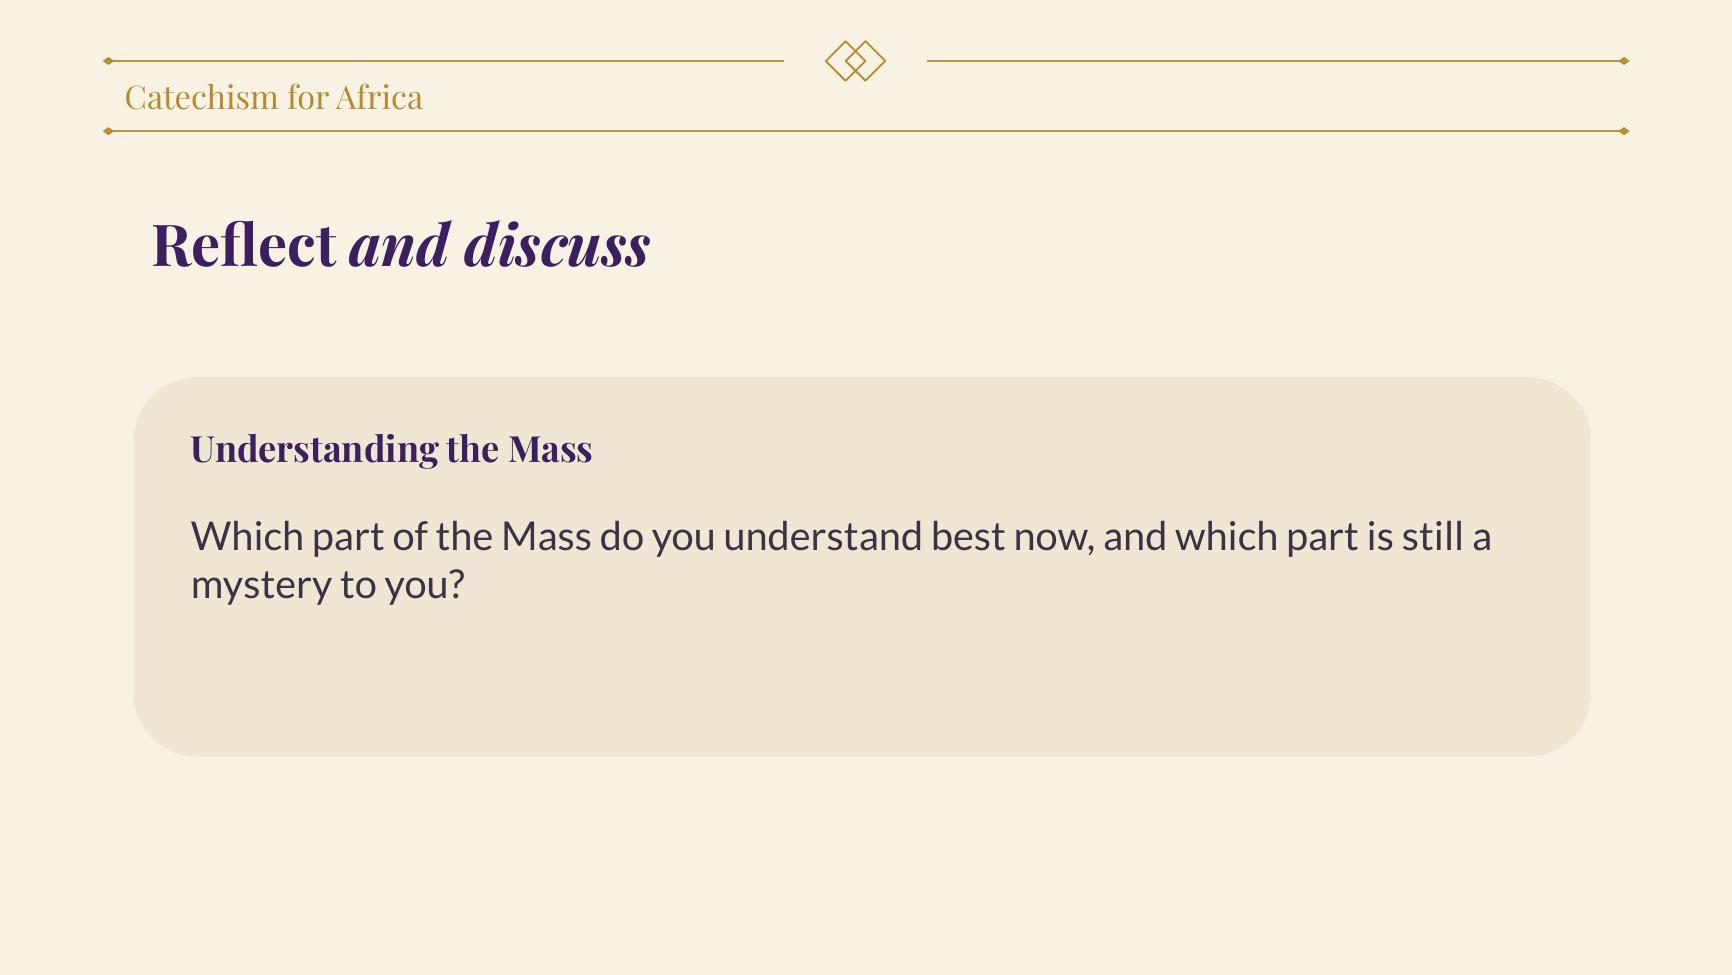 Catechism for Africa
Reflect and discuss
Understanding the Mass
Which part of the Mass do you understand best now, and which part is still a
mystery to you?